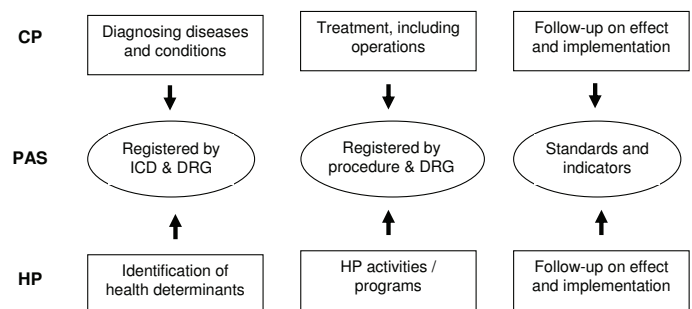 CP
Diagnosing diseases
and conditions
Treatment, including
operations
Follow-up on effect
and implementation
PAS
Registered by
ICD & DRG
Registered by
procedure & DRG
Standards and
indicators
HP
Identification of
health determinants
HP activities /
programs
Follow-up on effect
and implementation